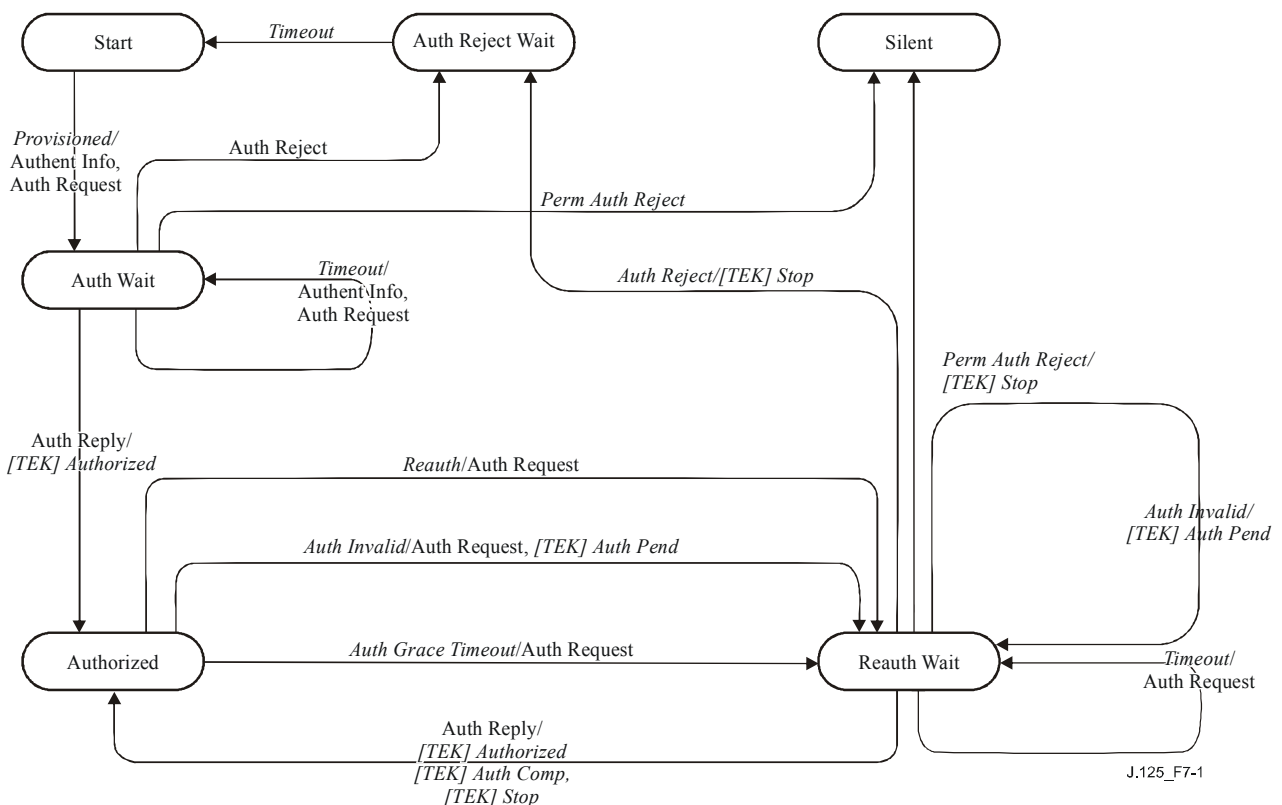 Start
Timeout
Auth Reject Wait
Silent
Provisioned/
Authent Info,
Auth Request
Auth Reject
Perm Auth Reject
Auth Wait
Timeout/
Authent Info,
Auth Request
Auth Reject/[TEK] Stop
Perm Auth Reject/
[TEK] Stop
Auth Reply/
[TEK] Authorized
Reauth/Auth Request
Auth Invalid/Auth Request, [TEK] Auth Pend
Auth Invalid/
[TEK] Auth Pend
Authorized
Auth Grace Timeout/Auth Request
Reauth Wait
Timeout/
Auth Request
Auth Reply/
[TEK] Authorized
[TEK] Auth Comp,
[TEK] Stop
J.125_F7-1